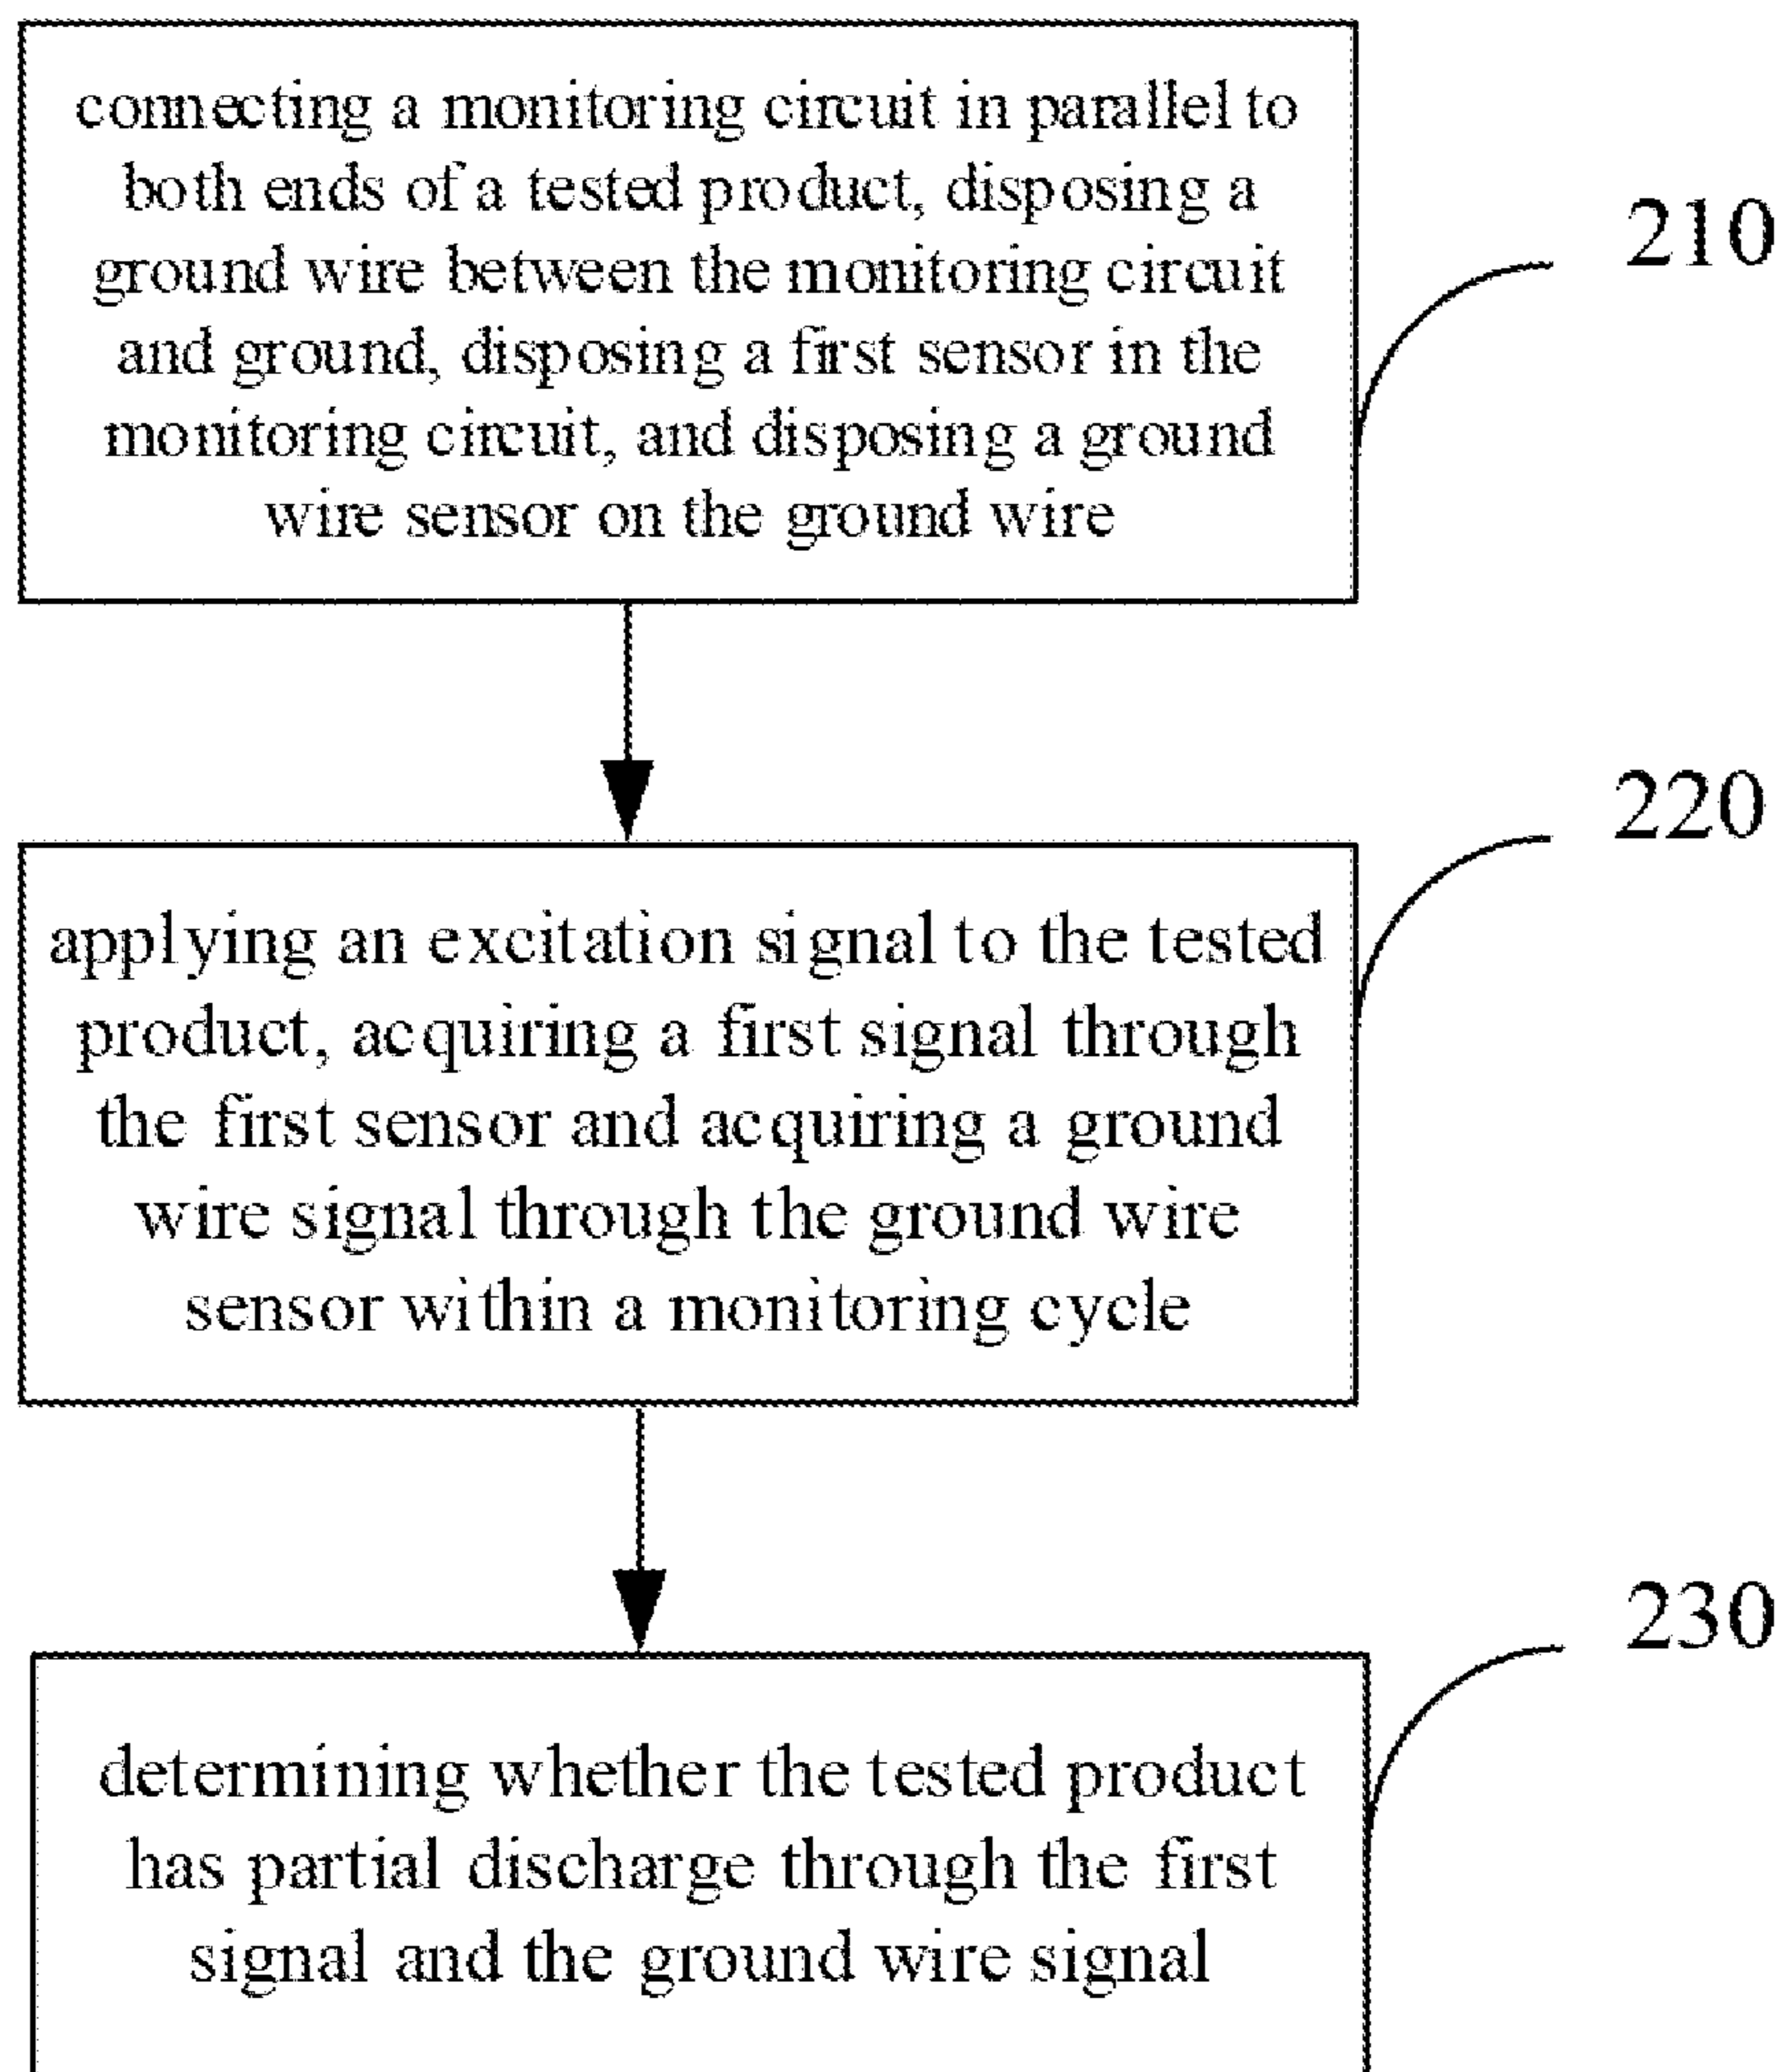 connecting a monitoring circuit in parallel to
both ends of a tested product, disposing a
ground wire between the monitoring circuit
and ground, disposing a first sensor in the
monitoring circuit, and disposing a ground
wire sensor on the ground wire
210
applying an excitation signal to the tested
product, acquiring a first signal through
the first sensor and acquiring a ground
wire signal through the ground wire
sensor within a monitoring cycle
220
determining whether the tested product
has partial discharge through the first
signal and the ground wire signal
230